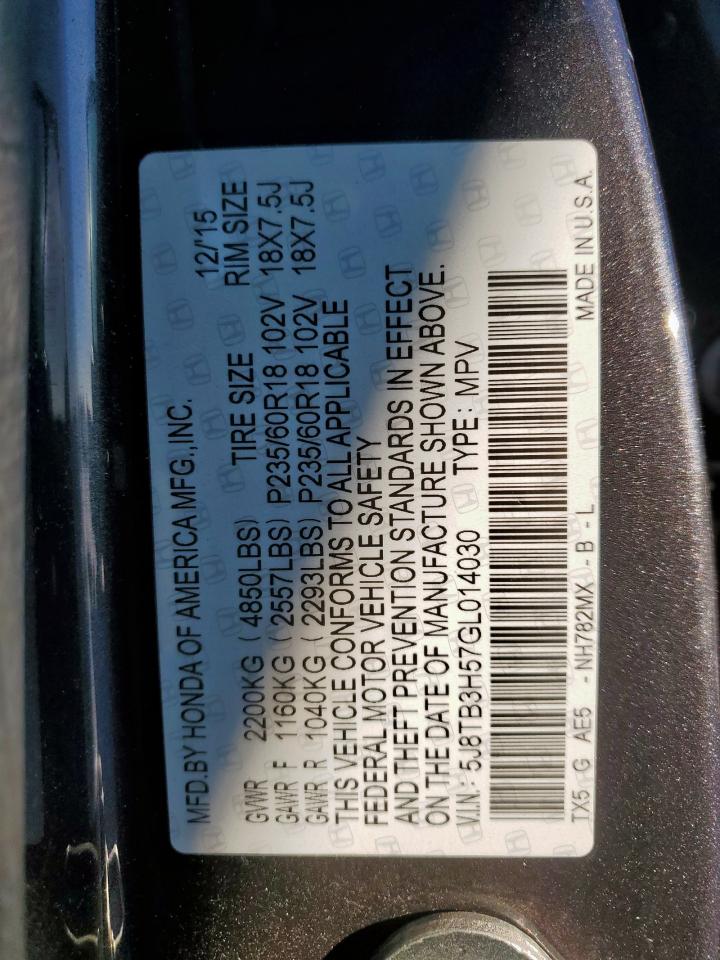 MFD.BY HONDA OF AMERICA MFG.,INC. 12/'15
TIRE SIZE RIM SIZE
GVWR 2200KG ( 4850LBS)
GAWR F 1160KG ( 2557LBS) P235/60R18 102V 18X7.5J
GAWR R 1040KG ( 2293LBS) P235/60R18 102V 18X7.5J
THIS VEHICLE CONFORMS TO ALL APPLICABLE
FEDERAL MOTOR VEHICLE SAFETY
AND THEFT PREVENTION STANDARDS IN EFFECT
ON THE DATE OF MANUFACTURE SHOWN ABOVE.
V.I.N : 5J8TB3H57GL014030 TYPE : MPV
TX5 G AE5 - NH782MX - B - L MADE IN U.S.A.